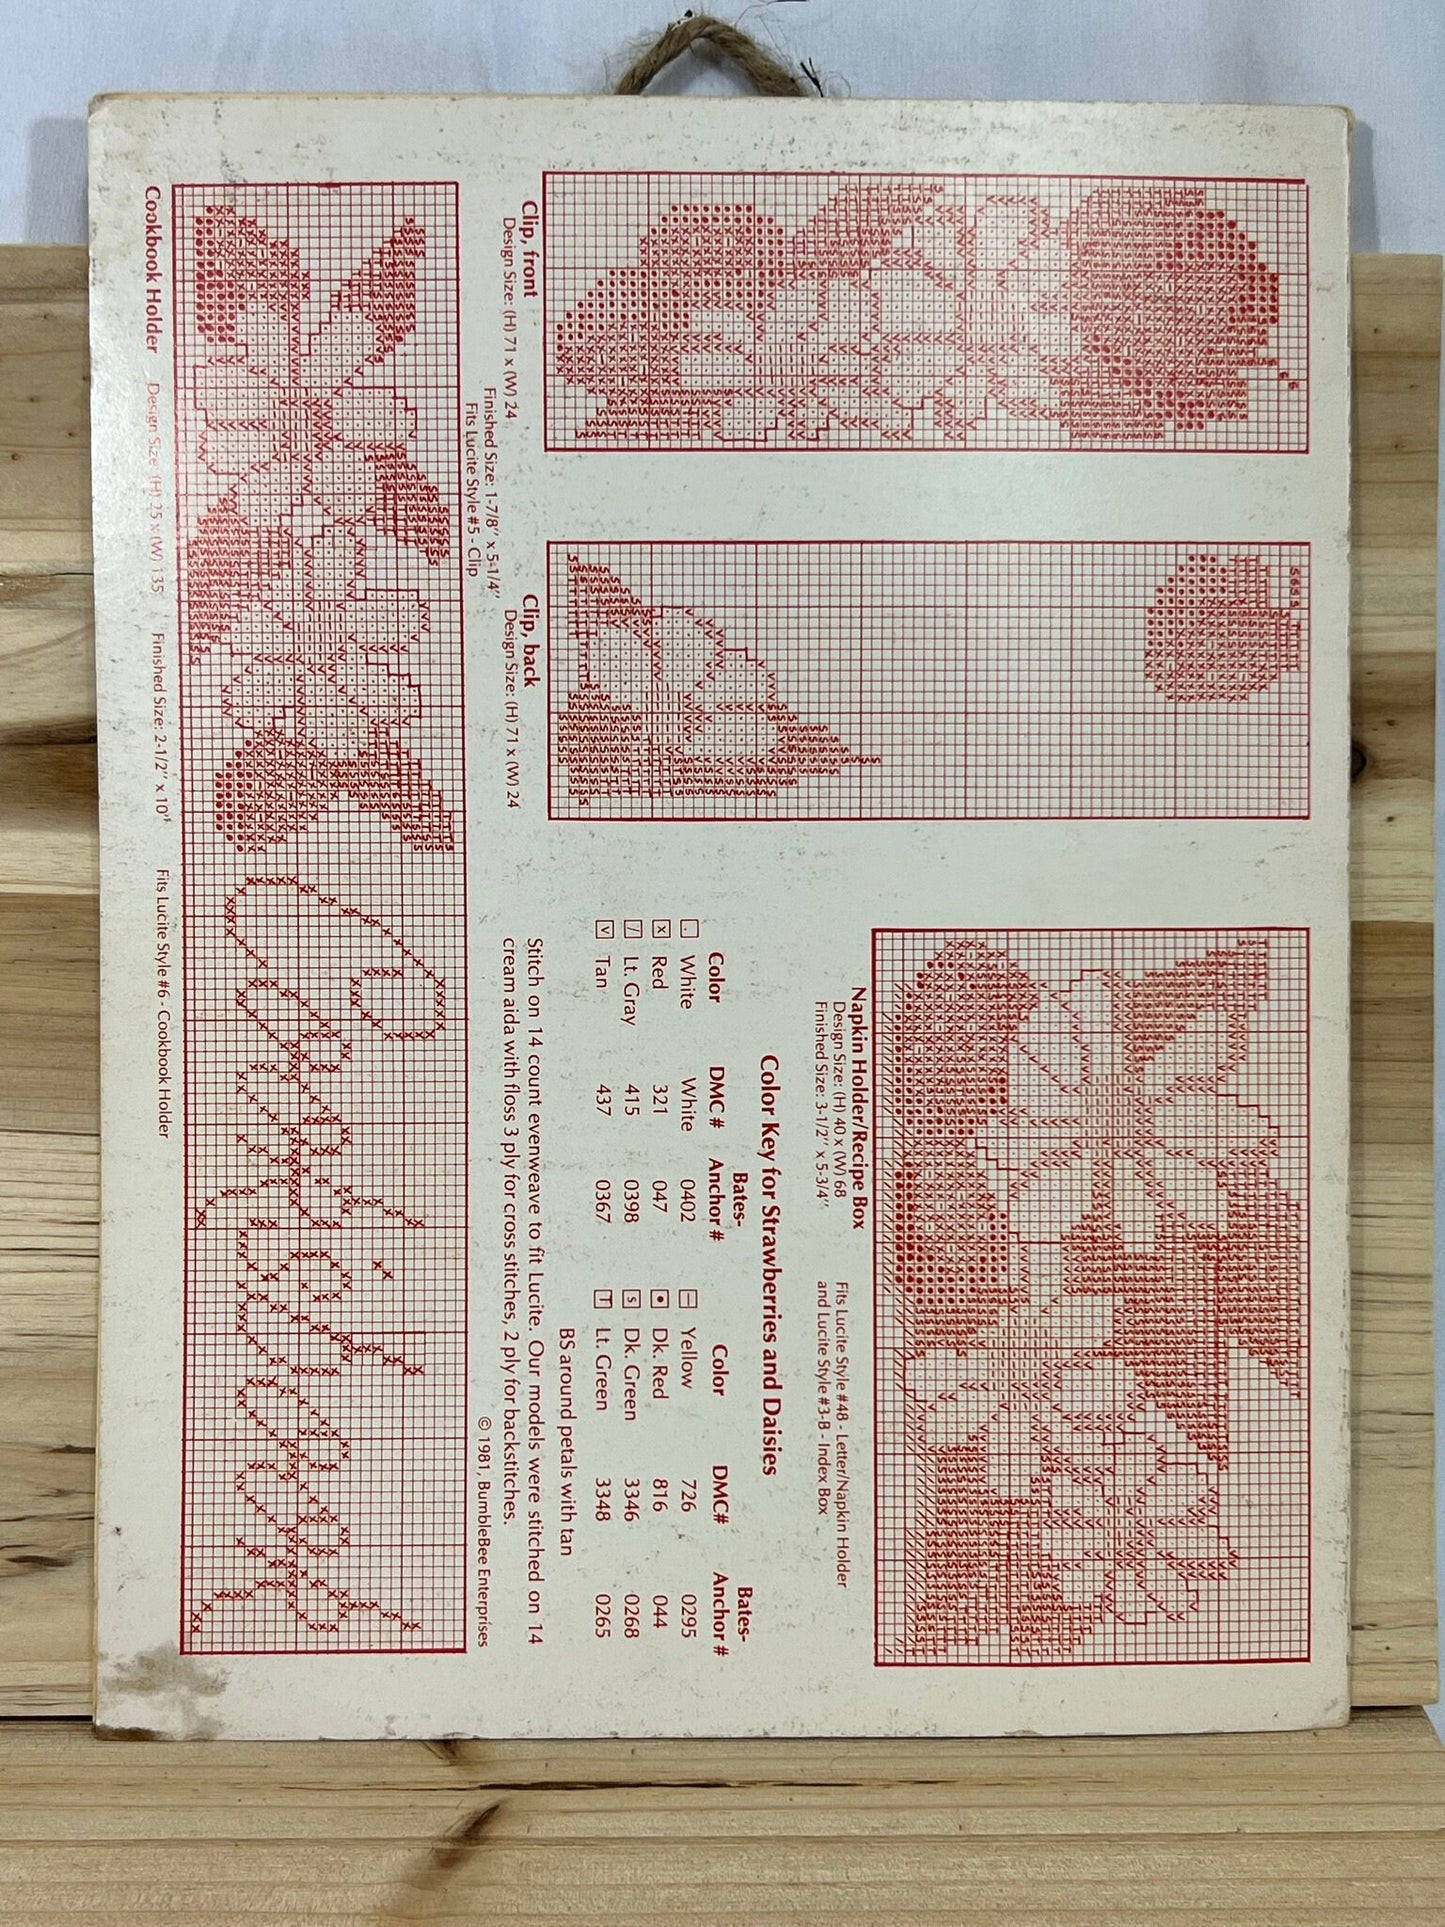 Napkin Holder/Recipe Box
Design Size: (H) 40 x (W) 68
Finished Size: 3-1/2" x 5-3/4"
Fits Lucite Style #48 - Letter/Napkin Holder
and Lucite Style #3-B - Index Box
Color Key for Strawberries and Daisies
Color DMC # Bates-Anchor # Color DMC# Bates-Anchor #
. White White 0402 — Yellow 726 0295
x Red 321 047 • Dk. Red 816 044
/ Lt. Gray 415 0398 s Dk. Green 3346 0268
v Tan 437 0367 T Lt. Green 3348 0265
BS around petals with tan
Stitch on 14 count evenweave to fit Lucite. Our models were stitched on 14
cream aida with floss 3 ply for cross stitches, 2 ply for backstitches.
© 1981, BumbleBee Enterprises
Clip, front
Design Size: (H) 71 x (W) 24
Clip, back
Design Size: (H) 71 x (W) 24
Finished Size: 1-7/8" x 5-1/4"
Fits Lucite Style #5 - Clip
Cookbook Holder Design Size: (H) 25 x (W) 135 Finished Size: 2-1/2" x 10" Fits Lucite Style #6 - Cookbook Holder